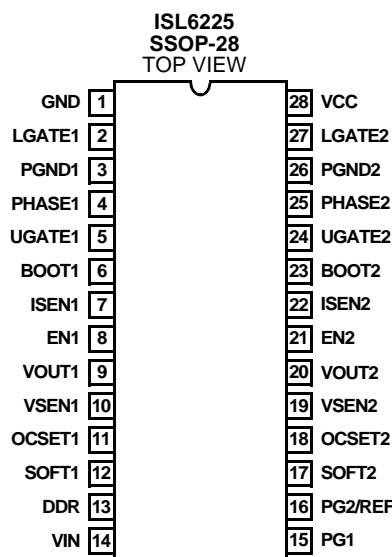 ISL6225
SSOP-28
TOP VIEW
GND 1 28 VCC
LGATE1 2 27 LGATE2
PGND1 3 26 PGND2
PHASE1 4 25 PHASE2
UGATE1 5 24 UGATE2
BOOT1 6 23 BOOT2
ISEN1 7 22 ISEN2
EN1 8 21 EN2
VOUT1 9 20 VOUT2
VSEN1 10 19 VSEN2
OCSET1 11 18 OCSET2
SOFT1 12 17 SOFT2
DDR 13 16 PG2/REF
VIN 14 15 PG1